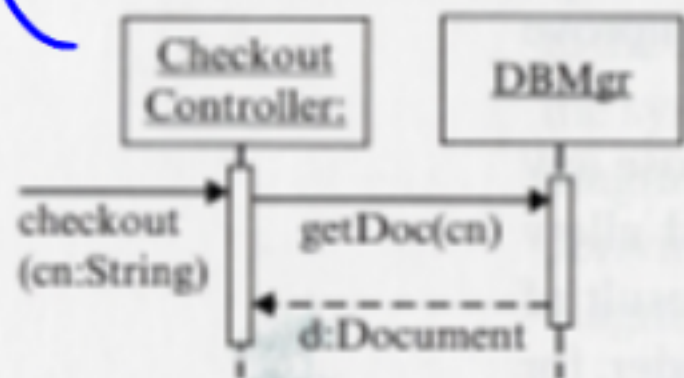 Checkout
Controller:
DBMgr
checkout
(cn:String)
getDoc(cn)
d:Document